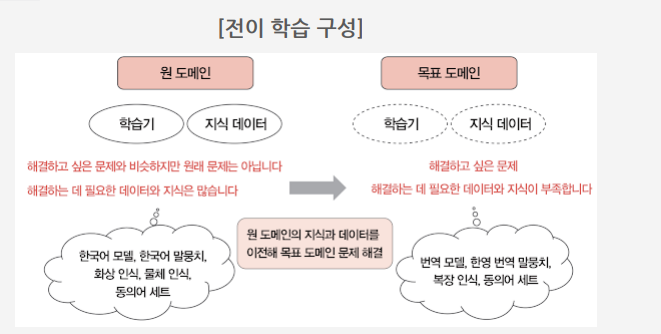 [전이 학습 구성]
원 도메인
목표 도메인
학습기
지식 데이터
학습기
지식 데이터
해결하고 싶은 문제와 비슷하지만 원래 문제는 아닙니다
해결하는 데 필요한 데이터와 지식은 많습니다
해결하고 싶은 문제
해결하는 데 필요한 데이터와 지식이 부족합니다
원 도메인의 지식과 데이터를
이전해 목표 도메인 문제 해결
한국어 모델, 한국어 말뭉치,
화상 인식, 물체 인식,
동의어 세트
번역 모델, 한영 번역 말뭉치,
복장 인식, 동의어 세트